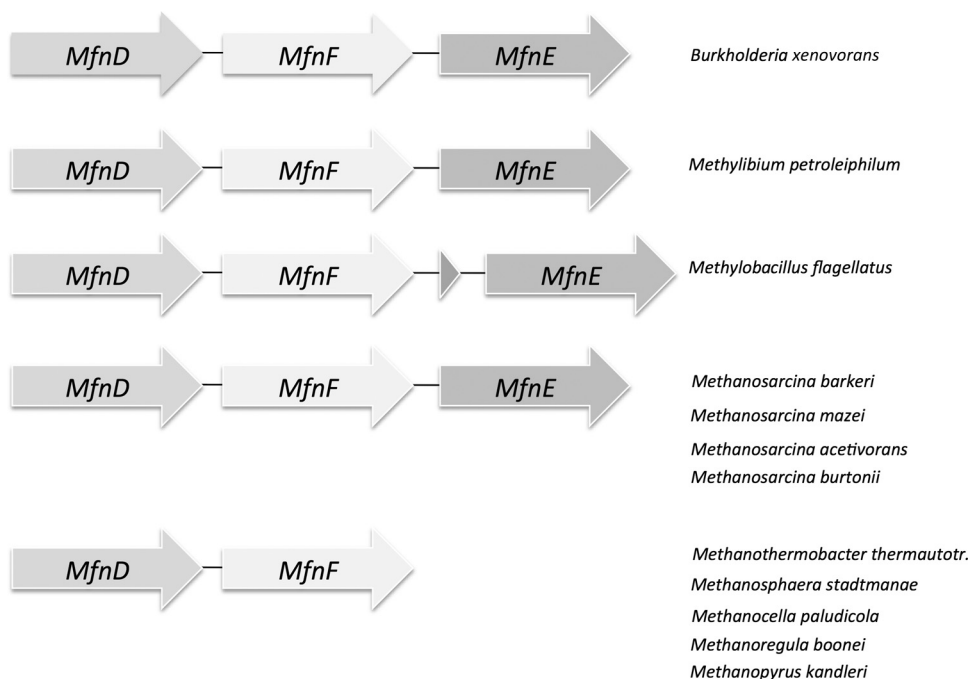 MfnD MfnF MfnE Burkholderia xenovorans
MfnD MfnF MfnE Methylibium petroleiphilum
MfnD MfnF MfnE Methylobacillus flagellatus
MfnD MfnF MfnE Methanosarcina barkeri
Methanosarcina mazei
Methanosarcina acetivorans
Methanosarcina burtonii
MfnD MfnF Methanothermobacter thermautotr.
Methanosphaera stadtmanae
Methanocella paludicola
Methanoregula boonei
Methanopyrus kandleri